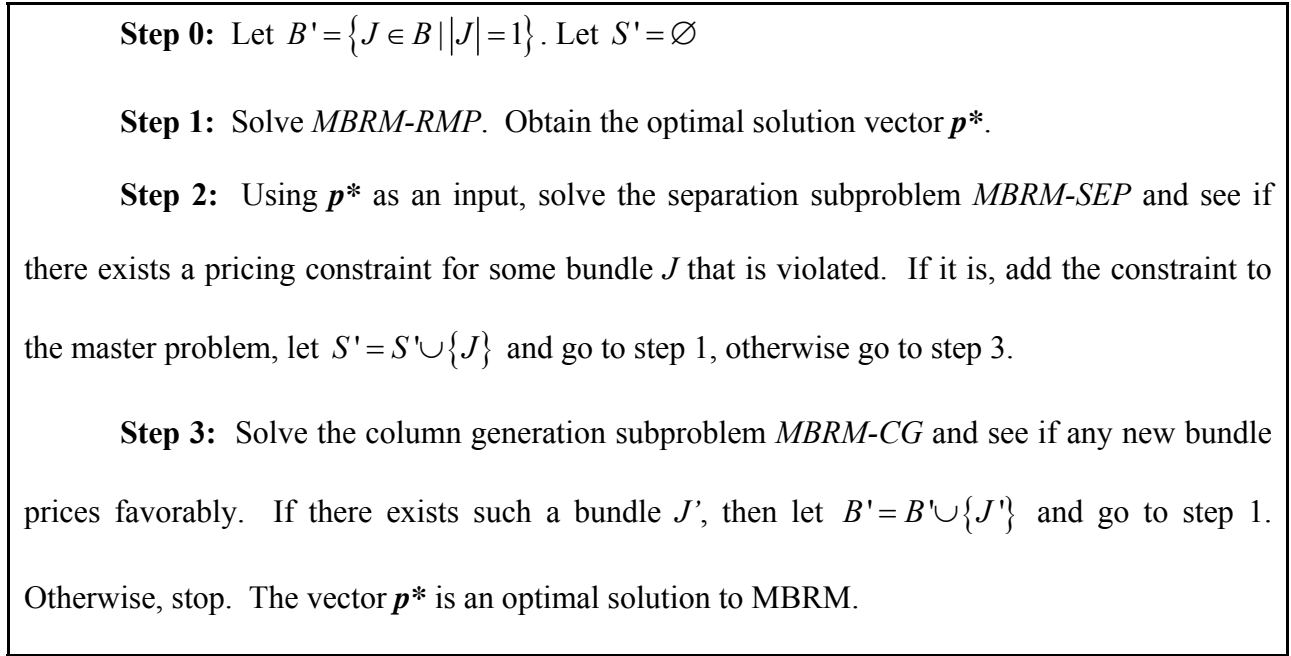 Step 0: Let B' = {J ∈ B | |J| = 1}. Let S' = ∅
Step 1: Solve MBRM-RMP. Obtain the optimal solution vector p*.
Step 2: Using p* as an input, solve the separation subproblem MBRM-SEP and see if
there exists a pricing constraint for some bundle J that is violated. If it is, add the constraint to
the master problem, let S' = S'∪{J} and go to step 1, otherwise go to step 3.
Step 3: Solve the column generation subproblem MBRM-CG and see if any new bundle
prices favorably. If there exists such a bundle J’, then let B' = B'∪{J'} and go to step 1.
Otherwise, stop. The vector p* is an optimal solution to MBRM.